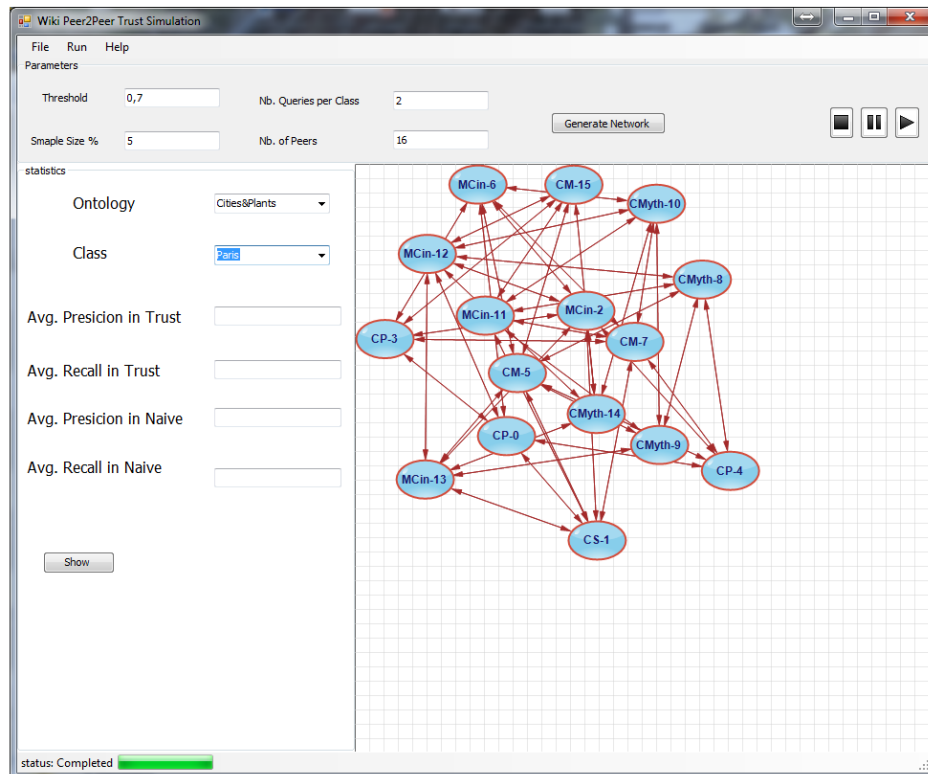 Wiki Peer2Peer Trust Simulation
File Run Help
Parameters
Threshold 0,7 Nb. Queries per Class 2
Generate Network
Smaple Size % 5 Nb. of Peers 16
statistics
Ontology Cities&Plants
Class Paris
Avg. Presicion in Trust
Avg. Recall in Trust
Avg. Presicion in Naive
Avg. Recall in Naive
Show
MCin-6 CM-15
CMyth-10
MCin-12
CMyth-8
MCin-11 MCin-2
CP-3 CM-7
CM-5
CMyth-14
CP-0 CMyth-9
MCin-13 CP-4
CS-1
status: Completed